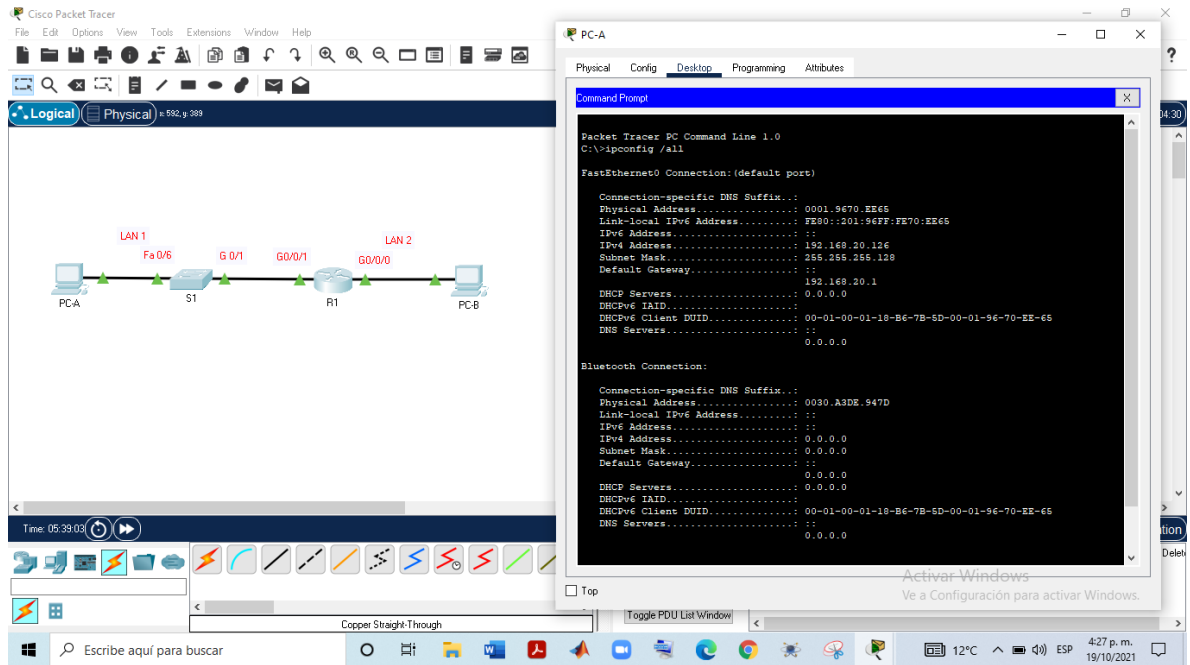 Cisco Packet Tracer
File Edit Options View Tools Extensions Window Help
?
Logical Physical x: 592, y: 389
04:30
LAN 1
LAN 2
Fa 0/6 G 0/1 G0/0/1 G0/0/0
PC-A S1 R1 PC-B
PC-A
Physical Config Desktop Programming Attributes
Command Prompt X
Packet Tracer PC Command Line 1.0
C:\>ipconfig /all
FastEthernet0 Connection:(default port)
Connection-specific DNS Suffix..:
Physical Address................: 0001.9670.EE65
Link-local IPv6 Address.........: FE80::201:96FF:FE70:EE65
IPv6 Address....................: ::
IPv4 Address....................: 192.168.20.126
Subnet Mask.....................: 255.255.255.128
Default Gateway.................: ::
192.168.20.1
DHCP Servers....................: 0.0.0.0
DHCPv6 IAID.....................:
DHCPv6 Client DUID..............: 00-01-00-01-18-B6-7B-5D-00-01-96-70-EE-65
DNS Servers.....................: ::
0.0.0.0
Bluetooth Connection:
Connection-specific DNS Suffix..:
Physical Address................: 0030.A3DE.947D
Link-local IPv6 Address.........: ::
IPv6 Address....................: ::
IPv4 Address....................: 0.0.0.0
Subnet Mask.....................: 0.0.0.0
Default Gateway.................: ::
0.0.0.0
DHCP Servers....................: 0.0.0.0
DHCPv6 IAID.....................:
DHCPv6 Client DUID..............: 00-01-00-01-18-B6-7B-5D-00-01-96-70-EE-65
DNS Servers.....................: ::
0.0.0.0
Top
Activar Windows
Ve a Configuración para activar Windows.
Time: 05:39:03
tion
Delet
Copper Straight-Through
Toggle PDU List Window
Escribe aquí para buscar
12°C ESP 4:27 p. m.
19/10/2021